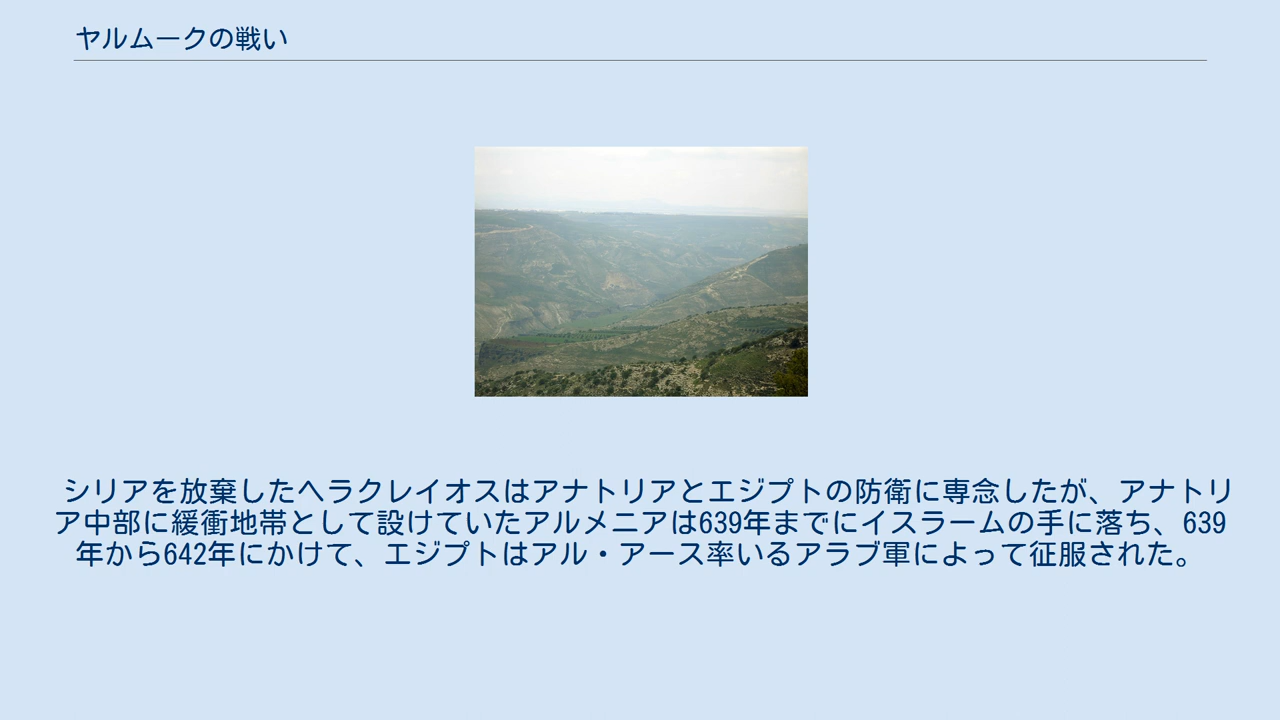 ヤルムークの戦い
シリアを放棄したヘラクレイオスはアナトリアとエジプトの防衛に専念したが、アナトリ
ア中部に緩衝地帯として設けていたアルメニアは639年までにイスラームの手に落ち、639
年から642年にかけて、エジプトはアル・アース率いるアラブ軍によって征服された。